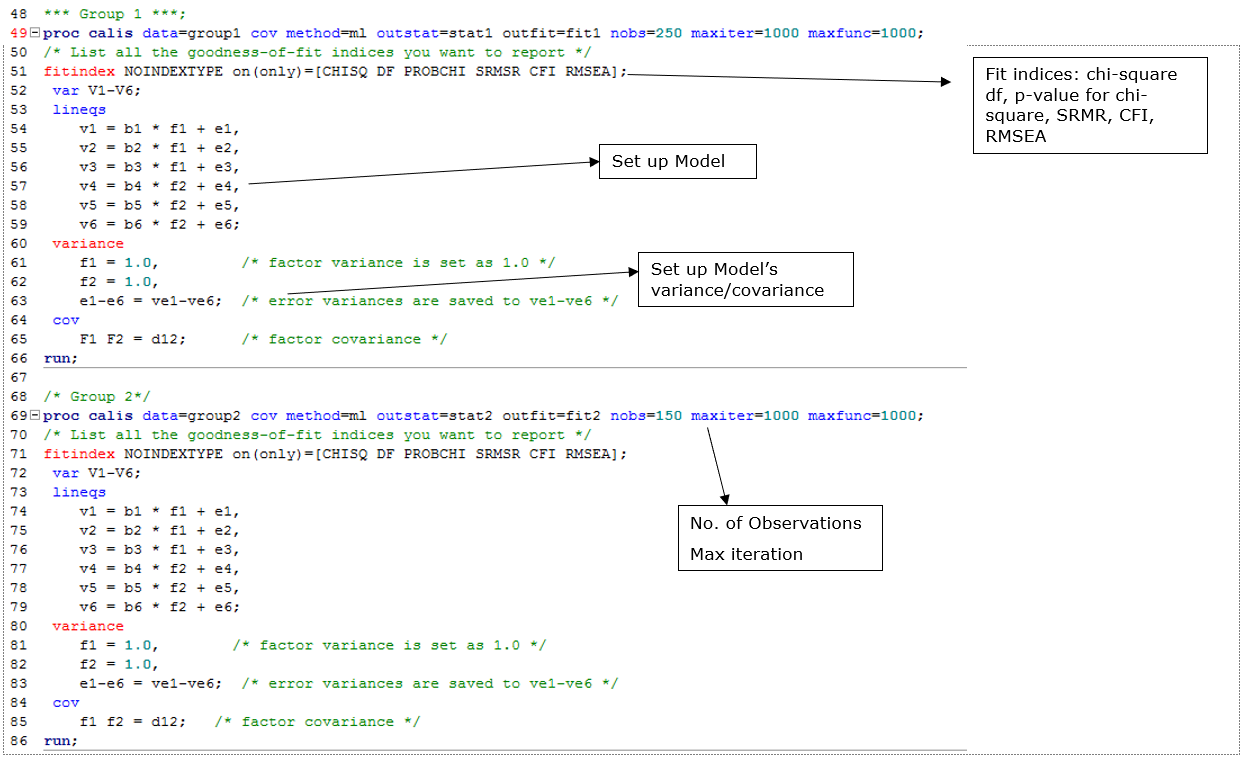 48 *** Group 1 ***;
49 proc calis data=group1 cov method=ml outstat=stat1 outfit=fit1 nobs=250 maxiter=1000 maxfunc=1000;
50 /* List all the goodness-of-fit indices you want to report */
51 fitindex NOINDEXTYPE on(only)=[CHISQ DF PROBCHI SRMSR CFI RMSEA];
Fit indices: chi-square
df, p-value for chi-
square, SRMR, CFI,
RMSEA
52 var V1-V6;
53 lineqs
54 v1 = b1 * f1 + e1,
55 v2 = b2 * f1 + e2,
56 v3 = b3 * f1 + e3,
Set up Model
57 v4 = b4 * f2 + e4,
58 v5 = b5 * f2 + e5,
59 v6 = b6 * f2 + e6;
60 variance
61 f1 = 1.0, /* factor variance is set as 1.0 */
62 f2 = 1.0,
63 e1-e6 = ve1-ve6; /* error variances are saved to ve1-ve6 */
Set up Model’s
variance/covariance
64 cov
65 F1 F2 = d12; /* factor covariance */
66 run;
67
68 /* Group 2*/
69 proc calis data=group2 cov method=ml outstat=stat2 outfit=fit2 nobs=150 maxiter=1000 maxfunc=1000;
70 /* List all the goodness-of-fit indices you want to report */
71 fitindex NOINDEXTYPE on(only)=[CHISQ DF PROBCHI SRMSR CFI RMSEA];
72 var V1-V6;
73 lineqs
74 v1 = b1 * f1 + e1,
75 v2 = b2 * f1 + e2,
76 v3 = b3 * f1 + e3,
77 v4 = b4 * f2 + e4,
78 v5 = b5 * f2 + e5,
79 v6 = b6 * f2 + e6;
No. of Observations
Max iteration
80 variance
81 f1 = 1.0, /* factor variance is set as 1.0 */
82 f2 = 1.0,
83 e1-e6 = ve1-ve6; /* error variances are saved to ve1-ve6 */
84 cov
85 f1 f2 = d12; /* factor covariance */
86 run;